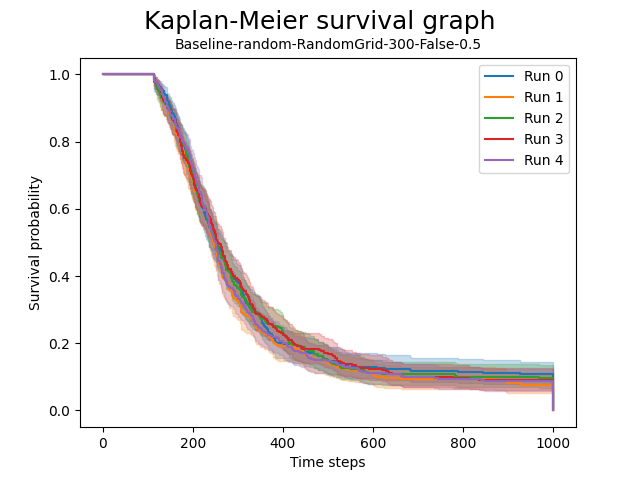 Kaplan-Meier survival graph
Baseline-random-RandomGrid-300-False-0.5
Run 0
Run 1
Run 2
Run 3
Run 4
Survival probability
1.0
0.8
0.6
0.4
0.2
0.0
0 200 400 600 800 1000
Time steps